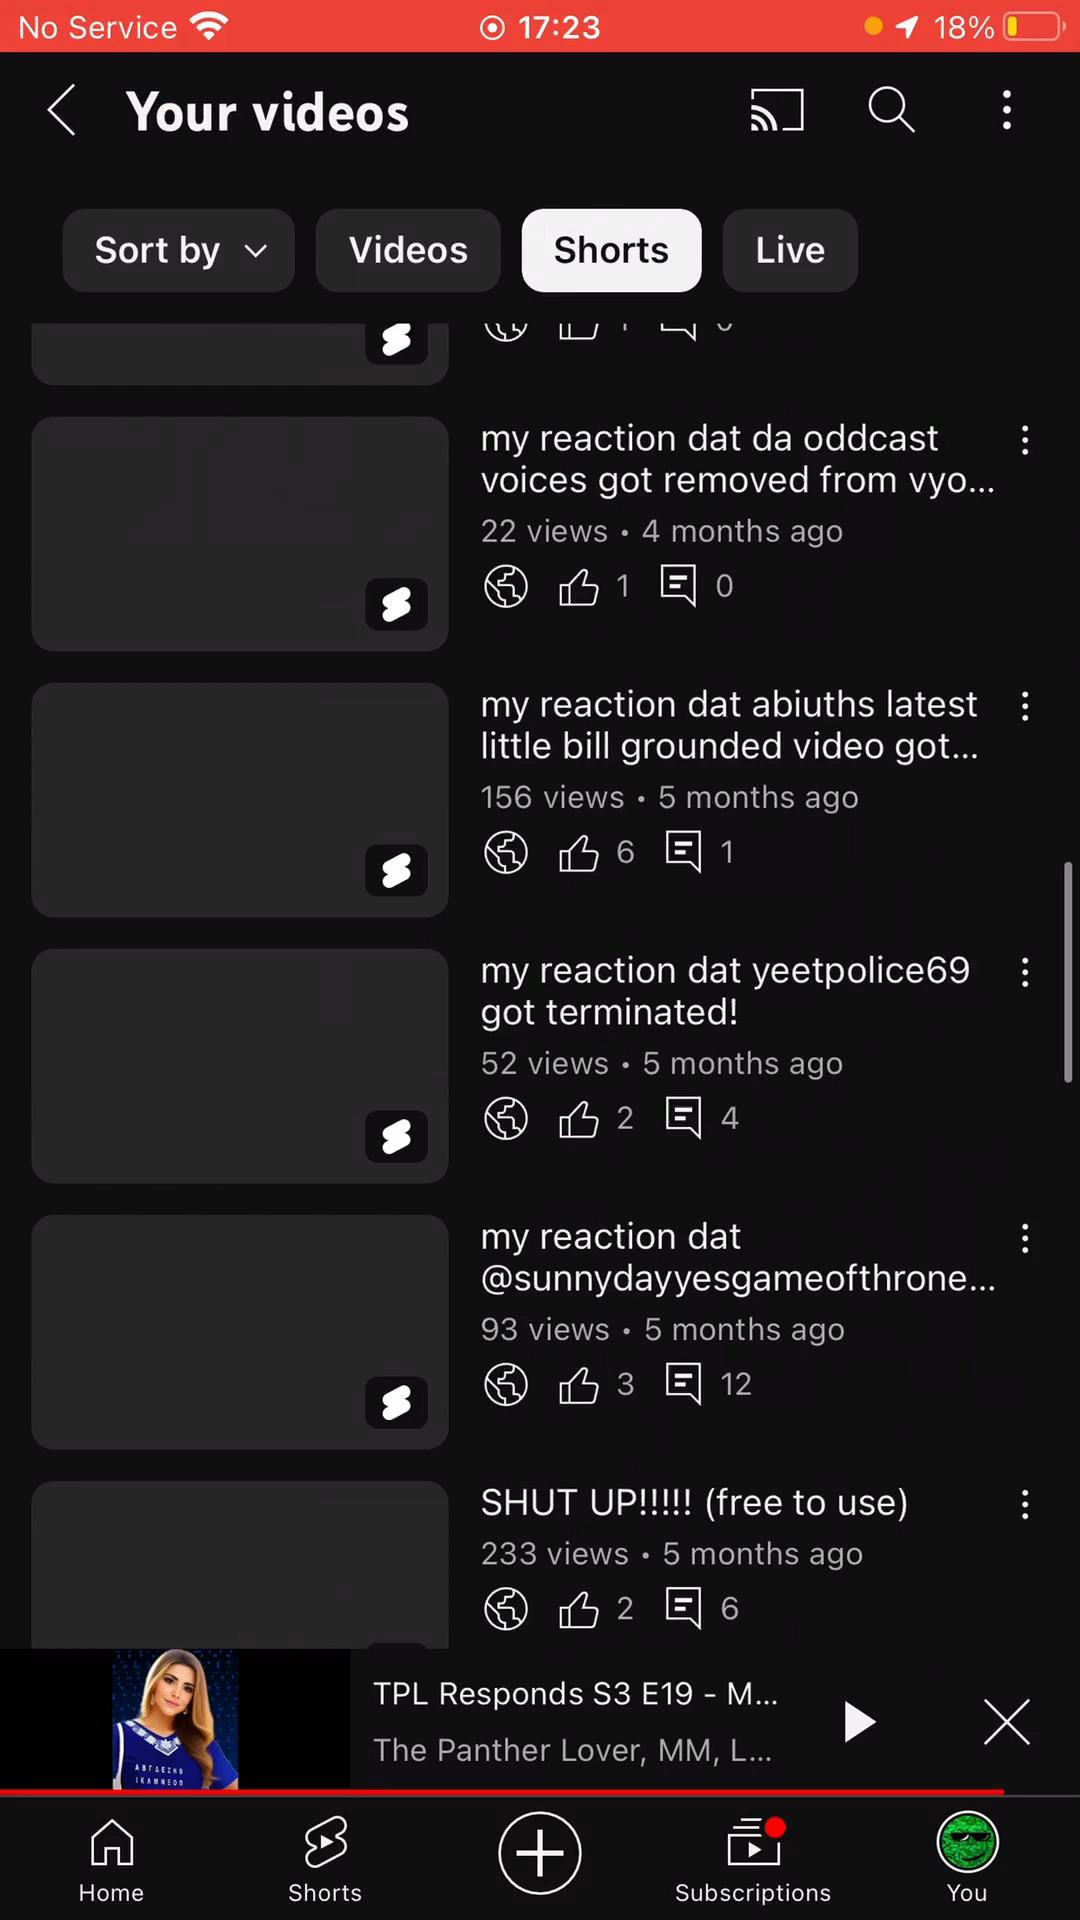 No Service 17:23 18%
Your videos
Sort by Videos Shorts Live
my reaction dat da oddcast
voices got removed from vyo...
22 views • 4 months ago
1 0
my reaction dat abiuths latest
little bill grounded video got...
156 views • 5 months ago
6 1
my reaction dat yeetpolice69
got terminated!
52 views • 5 months ago
2 4
my reaction dat
@sunnydayyesgameofthrone...
93 views • 5 months ago
3 12
SHUT UP!!!!! (free to use)
233 views • 5 months ago
2 6
TPL Responds S3 E19 - M...
The Panther Lover, MM, L...
Home Shorts Subscriptions You